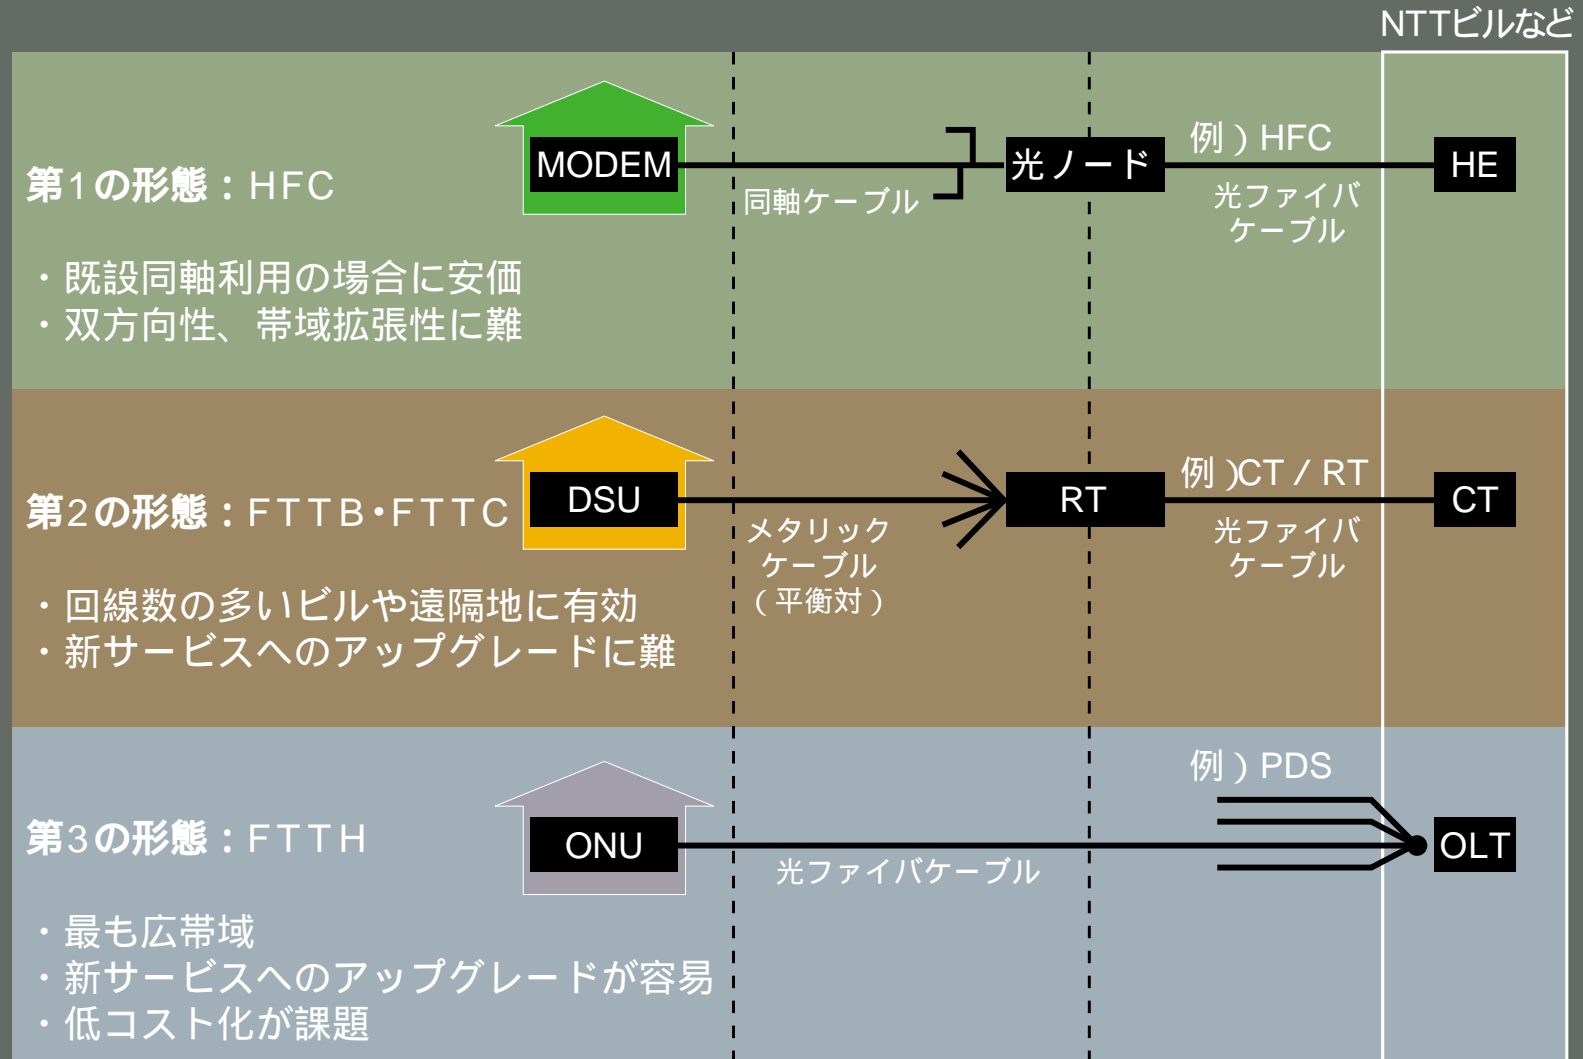 NTTビルなど
第1の形態：HFC
・既設同軸利用の場合に安価
・双方向性、帯域拡張性に難
MODEM
同軸ケーブル
光ノード
例）HFC
光ファイバ
ケーブル
HE
第2の形態：FTTB・FTTC
・回線数の多いビルや遠隔地に有効
・新サービスへのアップグレードに難
DSU
メタリック
ケーブル
（平衡対）
RT
例）CT／RT
光ファイバ
ケーブル
CT
第3の形態：FTTH
・最も広帯域
・新サービスへのアップグレードが容易
・低コスト化が課題
ONU
光ファイバケーブル
例）PDS
OLT